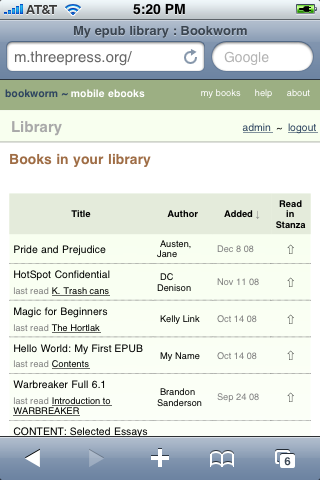 AT&T 5:20 PM
My epub library : Bookworm
m.threepress.org/ Google
bookworm ~ mobile ebooks my books help about
Library admin ~ logout
Books in your library
Title Author Added ↓ Read in Stanza
Pride and Prejudice Austen, Jane Dec 8 08 ⇧
HotSpot Confidential DC Denison Nov 11 08 ⇧
last read K. Trash cans
Magic for Beginners Kelly Link Oct 14 08 ⇧
last read The Hortlak
Hello World: My First EPUB My Name Oct 14 08 ⇧
last read Contents
Warbreaker Full 6.1 Brandon Sanderson Sep 24 08 ⇧
last read Introduction to
WARBREAKER
CONTENT: Selected Essays
6